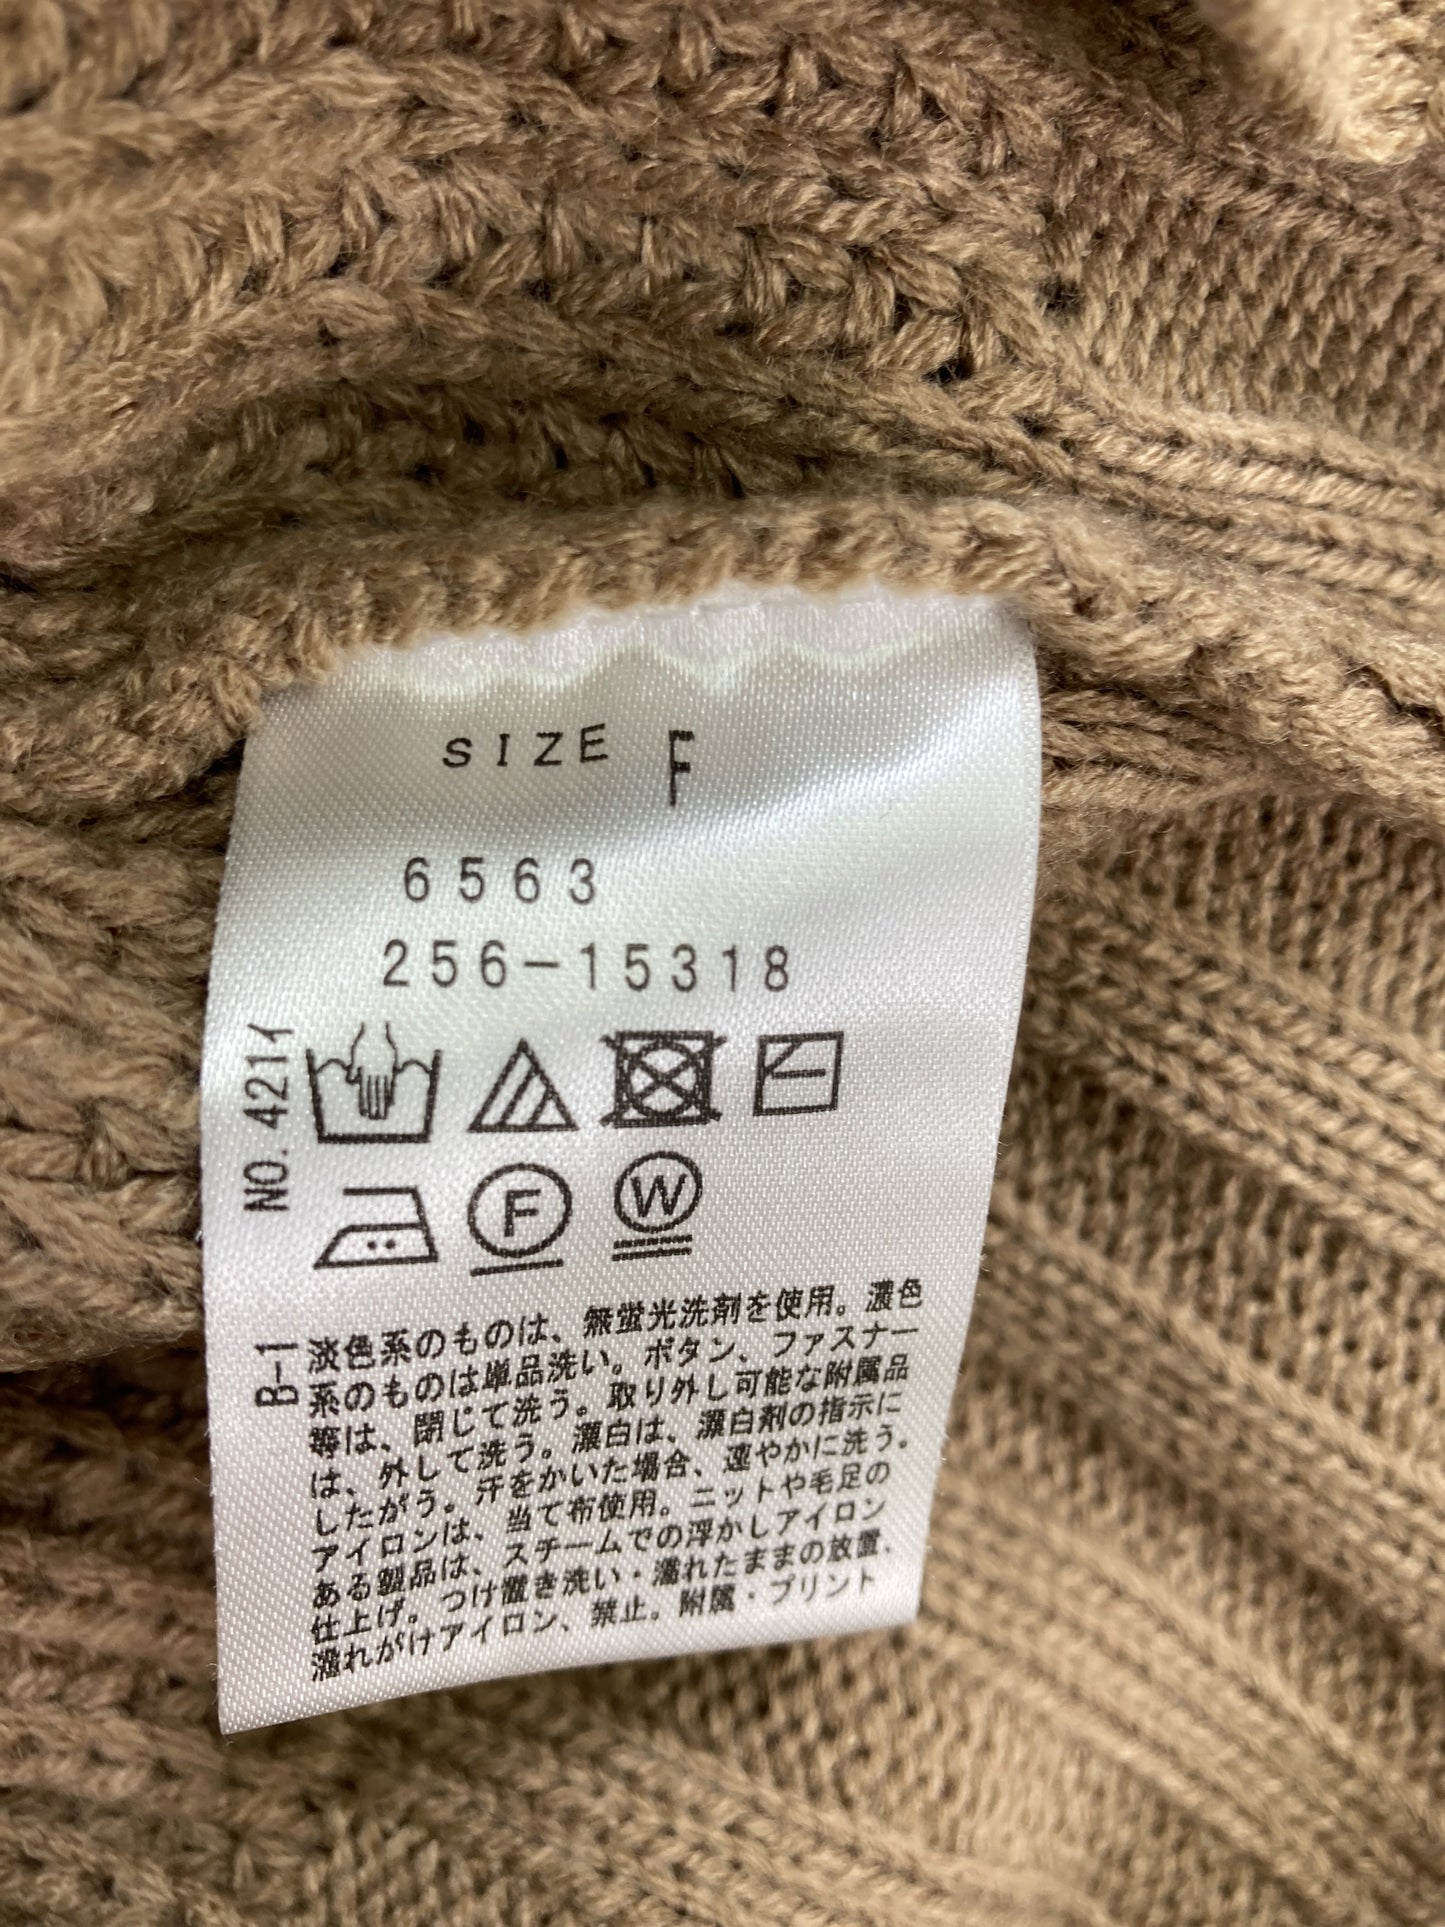 SIZE F
6563
256-15318
NO. 421イ
F
W
B-1
淡色系のものは、無蛍光洗剤を使用。濃色
系のものは単品洗い。ボタン、ファスナー
等は、閉じて洗う。取り外し可能な附属品
は、外して洗う。漂白は、漂白剤の指示に
したがう。汗をかいた場合、速やかに洗う。
アイロンは、当て布使用。ニットや毛足の
ある製品は、スチームでの浮かしアイロン
仕上げ。つけ置き洗い・濡れたままの放置、
濡れがけアイロン、禁止。附属・プリント